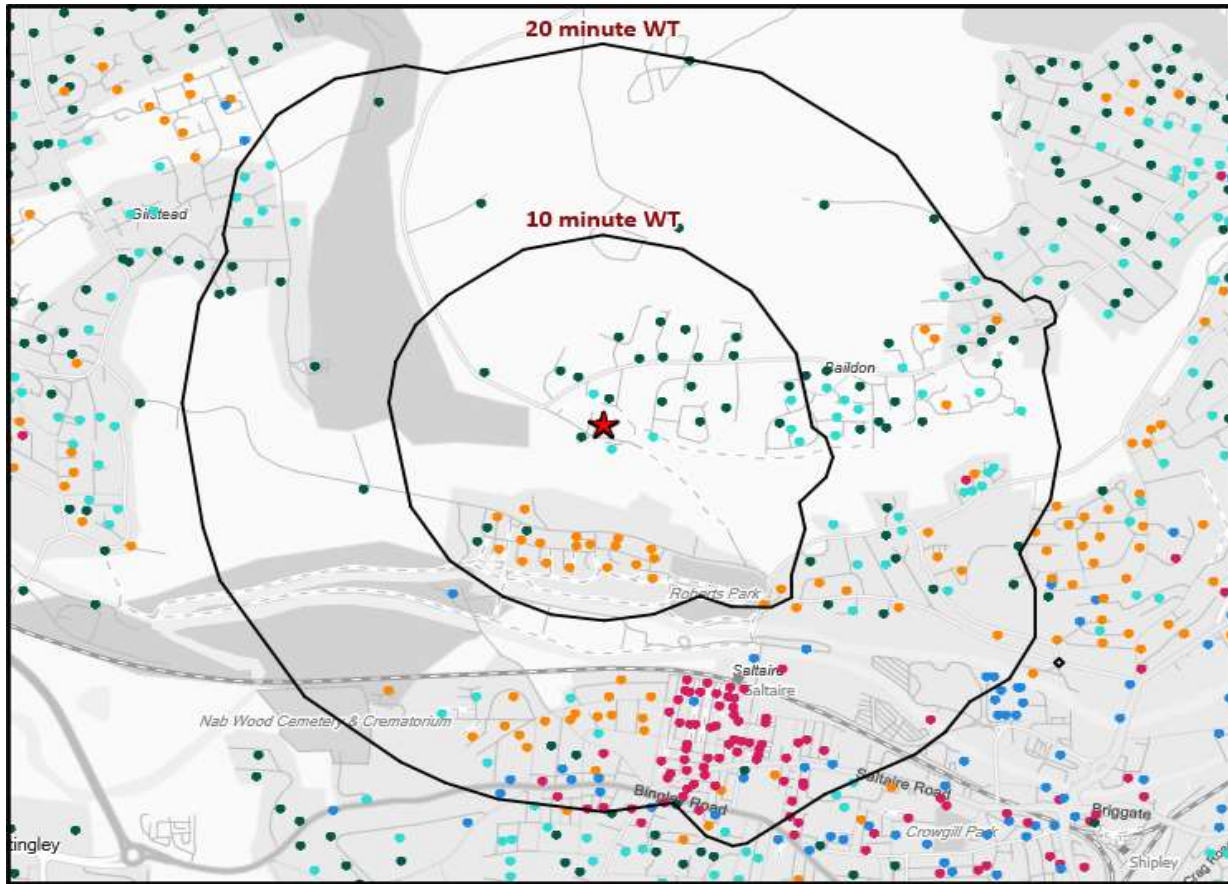 20 minute WT
Gilstead
10 minute WT
Baildon
Roberts Park
Saltaire
Saltaire
Nab Wood Cemetery & Crematorium
Bingley Road
Saltaire Road
Briggate
Crowgill Park
tingley
Shipley